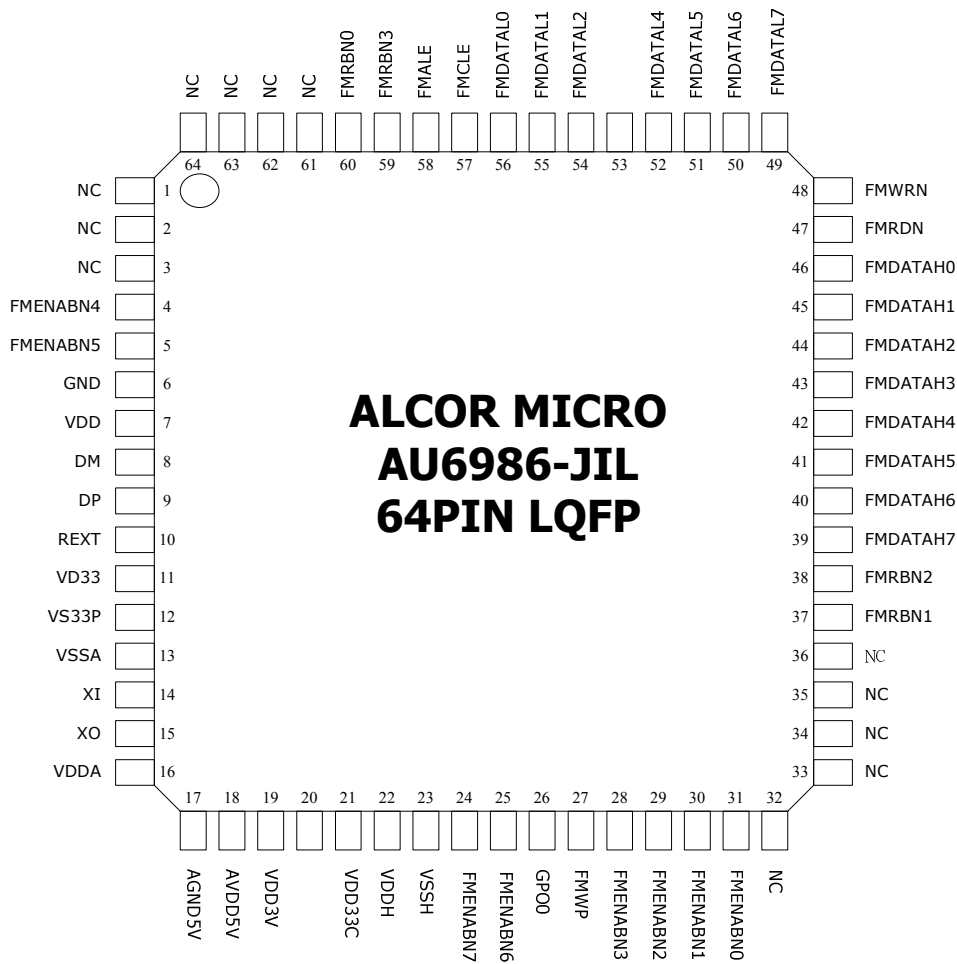 NC
NC
NC
NC
FMRBN0
FMRBN3
FMALE
FMCLE
FMDATAL0
FMDATAL1
FMDATAL2
FMDATAL4
FMDATAL5
FMDATAL6
FMDATAL7
64 63 62 61 60 59 58 57 56 55 54 53 52 51 50 49
NC 1
NC 2
NC 3
FMENABN4 4
FMENABN5 5
GND 6
VDD 7
DM 8
DP 9
REXT 10
VD33 11
VS33P 12
VSSA 13
XI 14
XO 15
VDDA 16
ALCOR MICRO
AU6986-JIL
64PIN LQFP
48 FMWRN
47 FMRDN
46 FMDATAH0
45 FMDATAH1
44 FMDATAH2
43 FMDATAH3
42 FMDATAH4
41 FMDATAH5
40 FMDATAH6
39 FMDATAH7
38 FMRBN2
37 FMRBN1
36 NC
35 NC
34 NC
33 NC
17 18 19 20 21 22 23 24 25 26 27 28 29 30 31 32
AGND5V
AVDD5V
VDD3V
VDD33C
VDDH
VSSH
FMENABN7
FMENABN6
GPO0
FMWP
FMENABN3
FMENABN2
FMENABN1
FMENABN0
NC